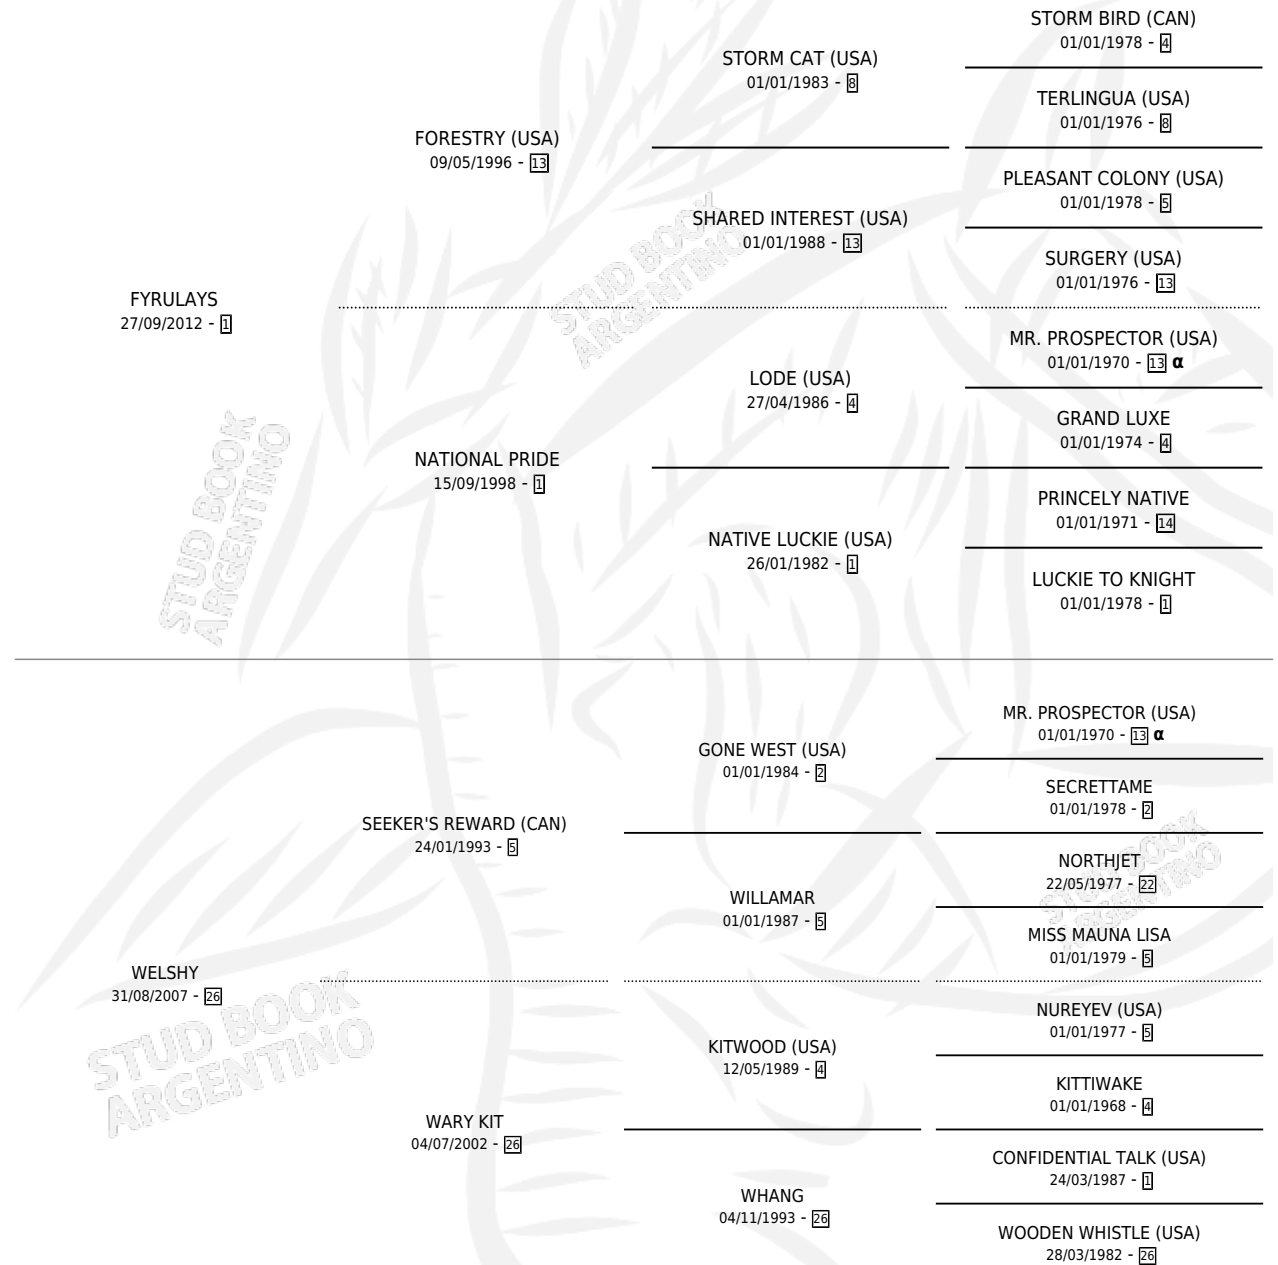 STORM BIRD (CAN)
01/01/1978 - 4
STORM CAT (USA)
01/01/1983 - 8
TERLINGUA (USA)
01/01/1976 - 8
FORESTRY (USA)
09/05/1996 - 13
PLEASANT COLONY (USA)
01/01/1978 - 5
SHARED INTEREST (USA)
01/01/1988 - 13
SURGERY (USA)
01/01/1976 - 13
STUD BOOK
ARGENTINO
FYRULAYS
27/09/2012 - 1
MR. PROSPECTOR (USA)
01/01/1970 - 13 α
LODE (USA)
27/04/1986 - 4
GRAND LUXE
01/01/1974 - 4
NATIONAL PRIDE
15/09/1998 - 1
PRINCELY NATIVE
01/01/1971 - 14
NATIVE LUCKIE (USA)
26/01/1982 - 1
LUCKIE TO KNIGHT
01/01/1978 - 1
STUD BOOK
ARGENTINO
MR. PROSPECTOR (USA)
01/01/1970 - 13 α
GONE WEST (USA)
01/01/1984 - 2
SECRETTAME
01/01/1978 - 2
SEEKER'S REWARD (CAN)
24/01/1993 - 5
NORTHJET
22/05/1977 - 22
WILLAMAR
01/01/1987 - 5
MISS MAUNA LISA
01/01/1979 - 5
STUD BOOK
ARGENTINO
WELSHY
31/08/2007 - 26
NUREYEV (USA)
01/01/1977 - 5
KITWOOD (USA)
12/05/1989 - 4
KITTIWAKE
01/01/1968 - 4
WARY KIT
04/07/2002 - 26
CONFIDENTIAL TALK (USA)
24/03/1987 - 1
WHANG
04/11/1993 - 26
WOODEN WHISTLE (USA)
28/03/1982 - 26
STUD BOOK
ARGENTINO